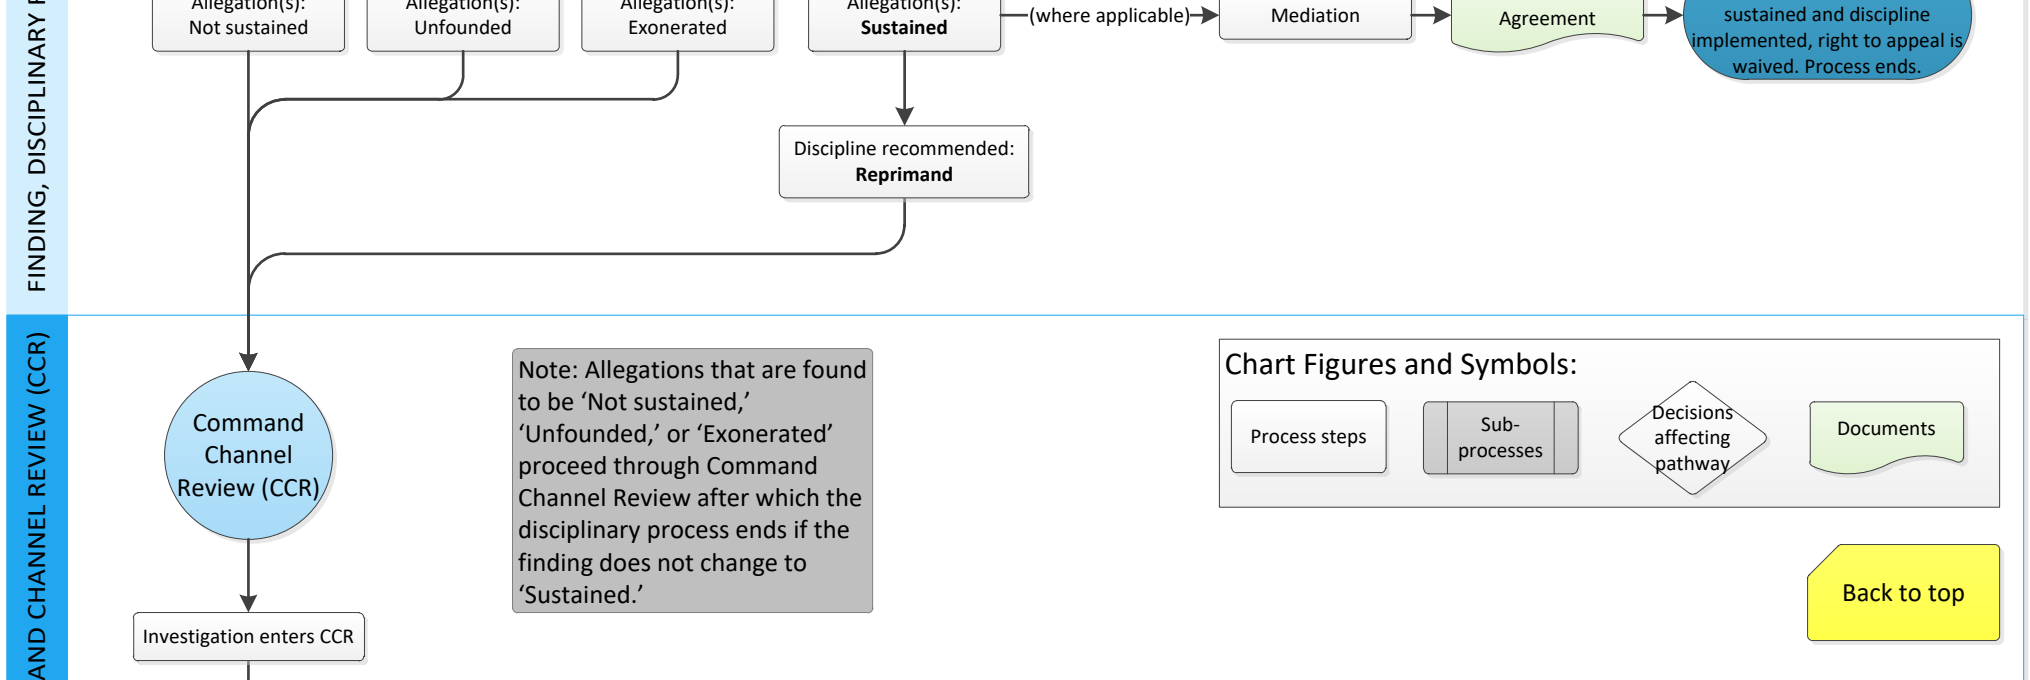 FINDING, DISCIPLINARY
Allegation(s):
Not sustained
Allegation(s):
Unfounded
Allegation(s):
Exonerated
Allegation(s):
Sustained
(where applicable)
Mediation
Agreement
sustained and discipline
implemented, right to appeal is
waived. Process ends.
Discipline recommended:
Reprimand
AND CHANNEL REVIEW (CCR)
Command
Channel
Review (CCR)
Investigation enters CCR
Note: Allegations that are found
to be ‘Not sustained,’
‘Unfounded,’ or ‘Exonerated’
proceed through Command
Channel Review after which the
disciplinary process ends if the
finding does not change to
‘Sustained.’
Chart Figures and Symbols:
Process steps
Sub-
processes
Decisions
affecting
pathway
Documents
Back to top